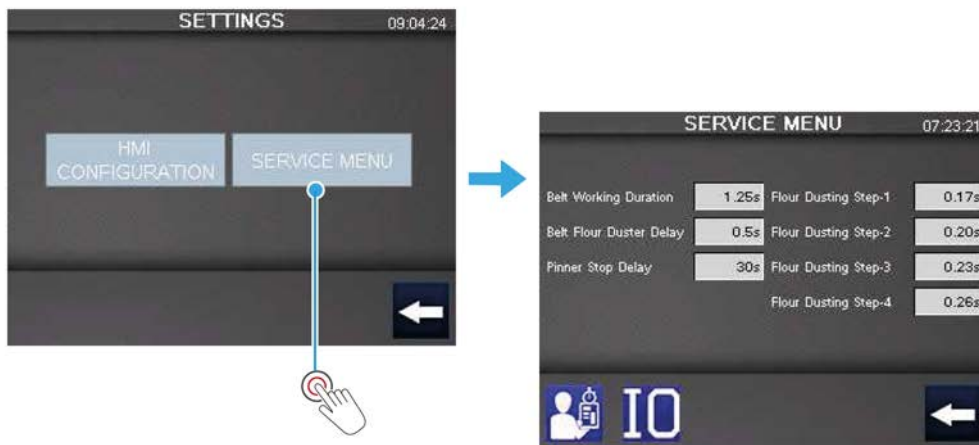 SETTINGS 09:04:24
HMI
CONFIGURATION
SERVICE MENU
SERVICE MENU 07:23:21
Belt Working Duration 1.25s Flour Dusting Step-1 0.17s
Belt Flour Duster Delay 0.5s Flour Dusting Step-2 0.20s
Pinner Stop Delay 30s Flour Dusting Step-3 0.23s
Flour Dusting Step-4 0.26s
IO